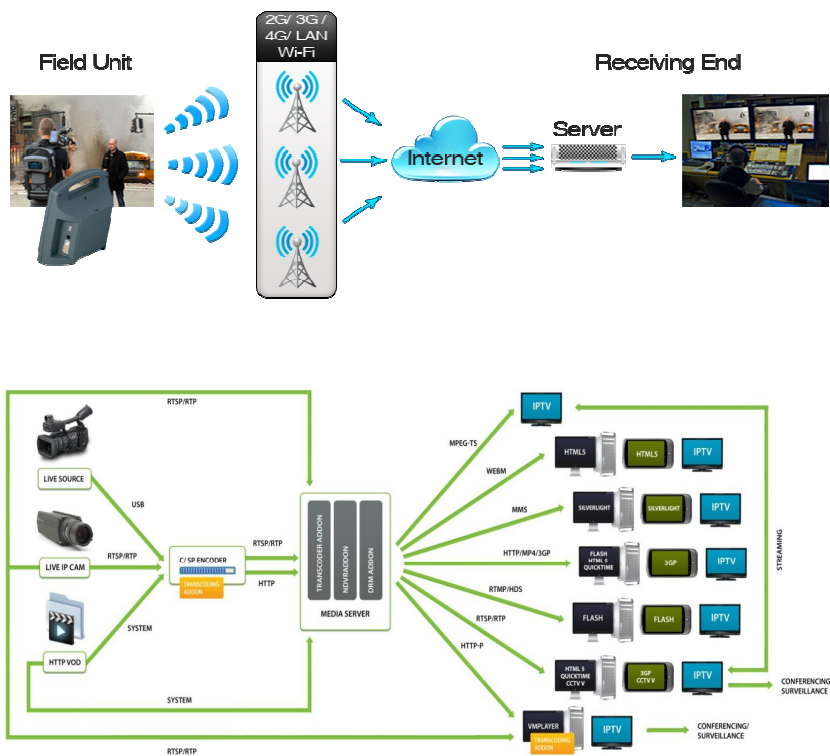 2G/ 3G /
4G/ LAN
Wi-Fi
Field Unit
Receiving End
Internet
Server
RTSP/RTP
LIVE SOURCE
USB
LIVE IP CAM
RTSP/RTP
C/ SP ENCODER
TRANSCODING
ADDON
RTSP/RTP
HTTP
HTTP VOD
SYSTEM
SYSTEM
RTSP/RTP
TRANSCODER ADDON
NDVRADDON
DRM ADDON
MEDIA SERVER
MPEG-TS
WEBM
MMS
HTTP/MP4/3GP
RTMP/HDS
RTSP/RTP
HTTP-P
IPTV
HTML5
HTML5
IPTV
SILVERLIGHT
SILVERLIGHT
IPTV
FLASH
HTML 5
QUICKTIME
3GP
IPTV
FLASH
FLASH
IPTV
HTML 5
QUICKTIME
CCTV V
3GP
CCTV V
IPTV
STREAMING
CONFERENCING
SURVEILLANCE
VMPLAYER
TRANSCODING
ADDON
IPTV
CONFERENCING/
SURVEILLANCE